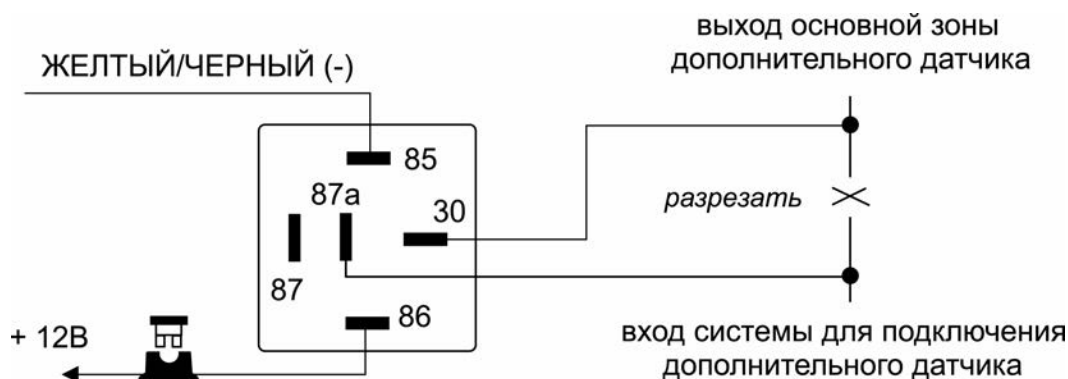 выход основной зоны
дополнительного датчика
ЖЕЛТЫЙ/ЧЕРНЫЙ (-)
85
87а
30
разрезать
87
86
+ 12В
вход системы для подключения
дополнительного датчика